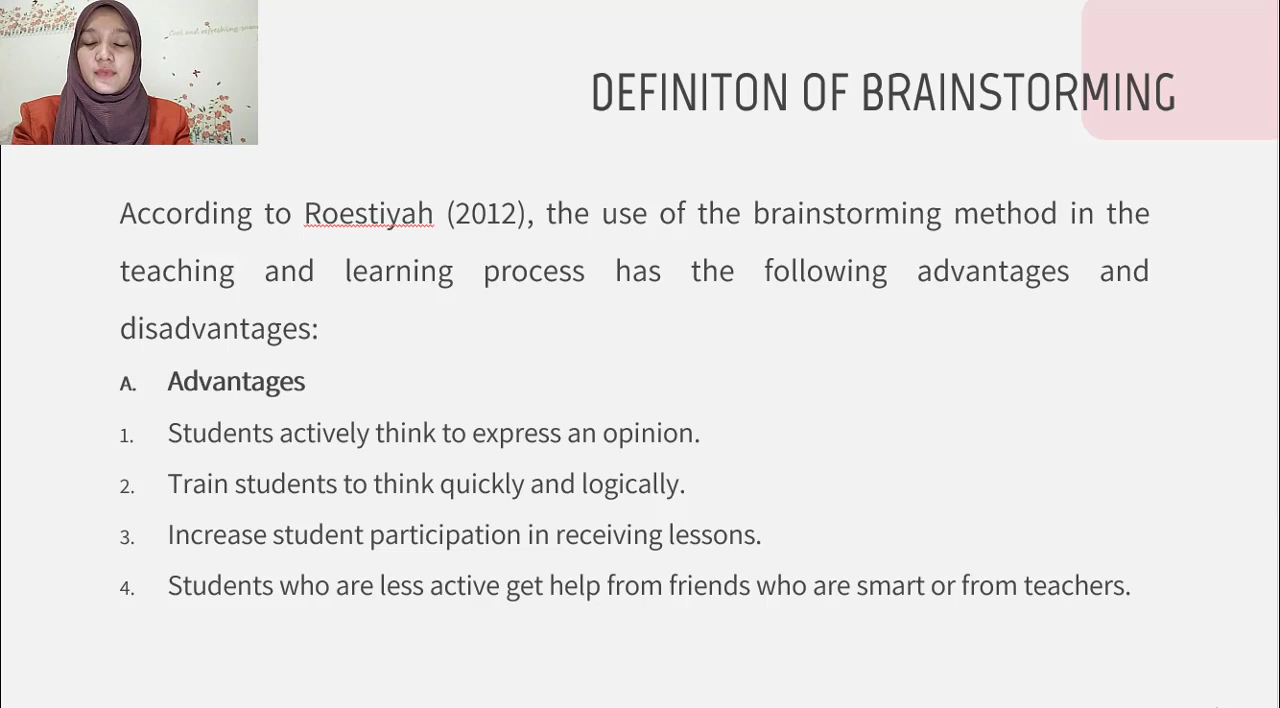 Cool and refreshing
DEFINITON OF BRAINSTORMING
According to Roestiyah (2012), the use of the brainstorming method in the
teaching and learning process has the following advantages and
disadvantages:
A. Advantages
1. Students actively think to express an opinion.
2. Train students to think quickly and logically.
3. Increase student participation in receiving lessons.
4. Students who are less active get help from friends who are smart or from teachers.